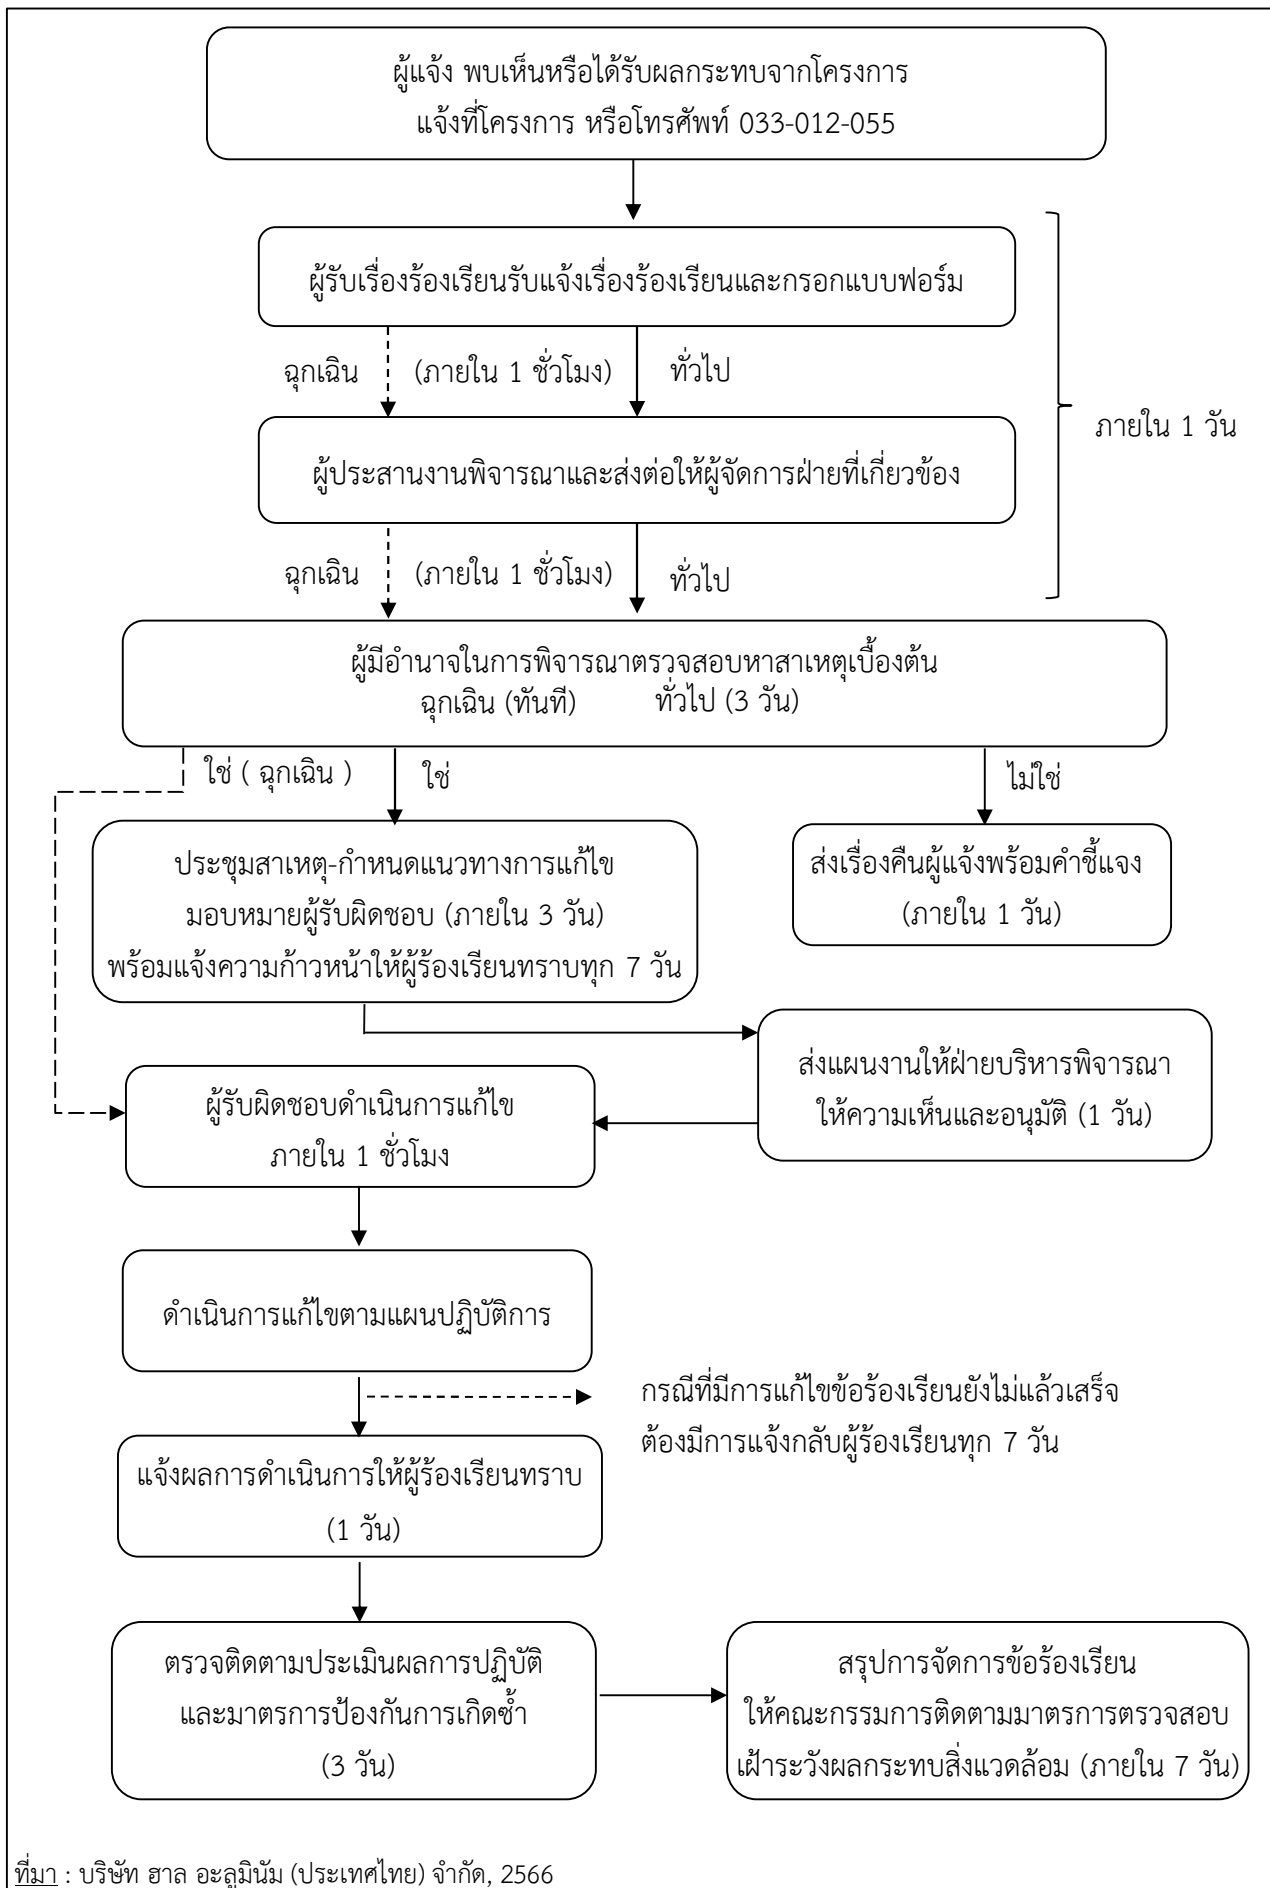 ผู้แจ้ง พบเห็นหรือได้รับผลกระทบจากโครงการ
แจ้งที่โครงการ หรือโทรศัพท์ 033-012-055
ผู้รับเรื่องร้องเรียนรับแจ้งเรื่องร้องเรียนและกรอกแบบฟอร์ม
ฉุกเฉิน (ภายใน 1 ชั่วโมง) ทั่วไป
ภายใน 1 วัน
ผู้ประสานงานพิจารณาและส่งต่อให้ผู้จัดการฝ่ายที่เกี่ยวข้อง
ฉุกเฉิน (ภายใน 1 ชั่วโมง) ทั่วไป
ผู้มีอำนาจในการพิจารณาตรวจสอบหาสาเหตุเบื้องต้น
ฉุกเฉิน (ทันที) ทั่วไป (3 วัน)
ใช่ ( ฉุกเฉิน ) ใช่ ไม่ใช่
ประชุมสาเหตุ-กำหนดแนวทางการแก้ไข
มอบหมายผู้รับผิดชอบ (ภายใน 3 วัน)
พร้อมแจ้งความก้าวหน้าให้ผู้ร้องเรียนทราบทุก 7 วัน
ส่งเรื่องคืนผู้แจ้งพร้อมคำชี้แจง
(ภายใน 1 วัน)
ส่งแผนงานให้ฝ่ายบริหารพิจารณา
ให้ความเห็นและอนุมัติ (1 วัน)
ผู้รับผิดชอบดำเนินการแก้ไข
ภายใน 1 ชั่วโมง
ดำเนินการแก้ไขตามแผนปฏิบัติการ
กรณีที่มีการแก้ไขข้อร้องเรียนยังไม่แล้วเสร็จ
ต้องมีการแจ้งกลับผู้ร้องเรียนทุก 7 วัน
แจ้งผลการดำเนินการให้ผู้ร้องเรียนทราบ
(1 วัน)
ตรวจติดตามประเมินผลการปฏิบัติ
และมาตรการป้องกันการเกิดซ้ำ
(3 วัน)
สรุปการจัดการข้อร้องเรียน
ให้คณะกรรมการติดตามมาตรการตรวจสอบ
เฝ้าระวังผลกระทบสิ่งแวดล้อม (ภายใน 7 วัน)
ที่มา : บริษัท ฮาล อะลูมินัม (ประเทศไทย) จำกัด, 2566